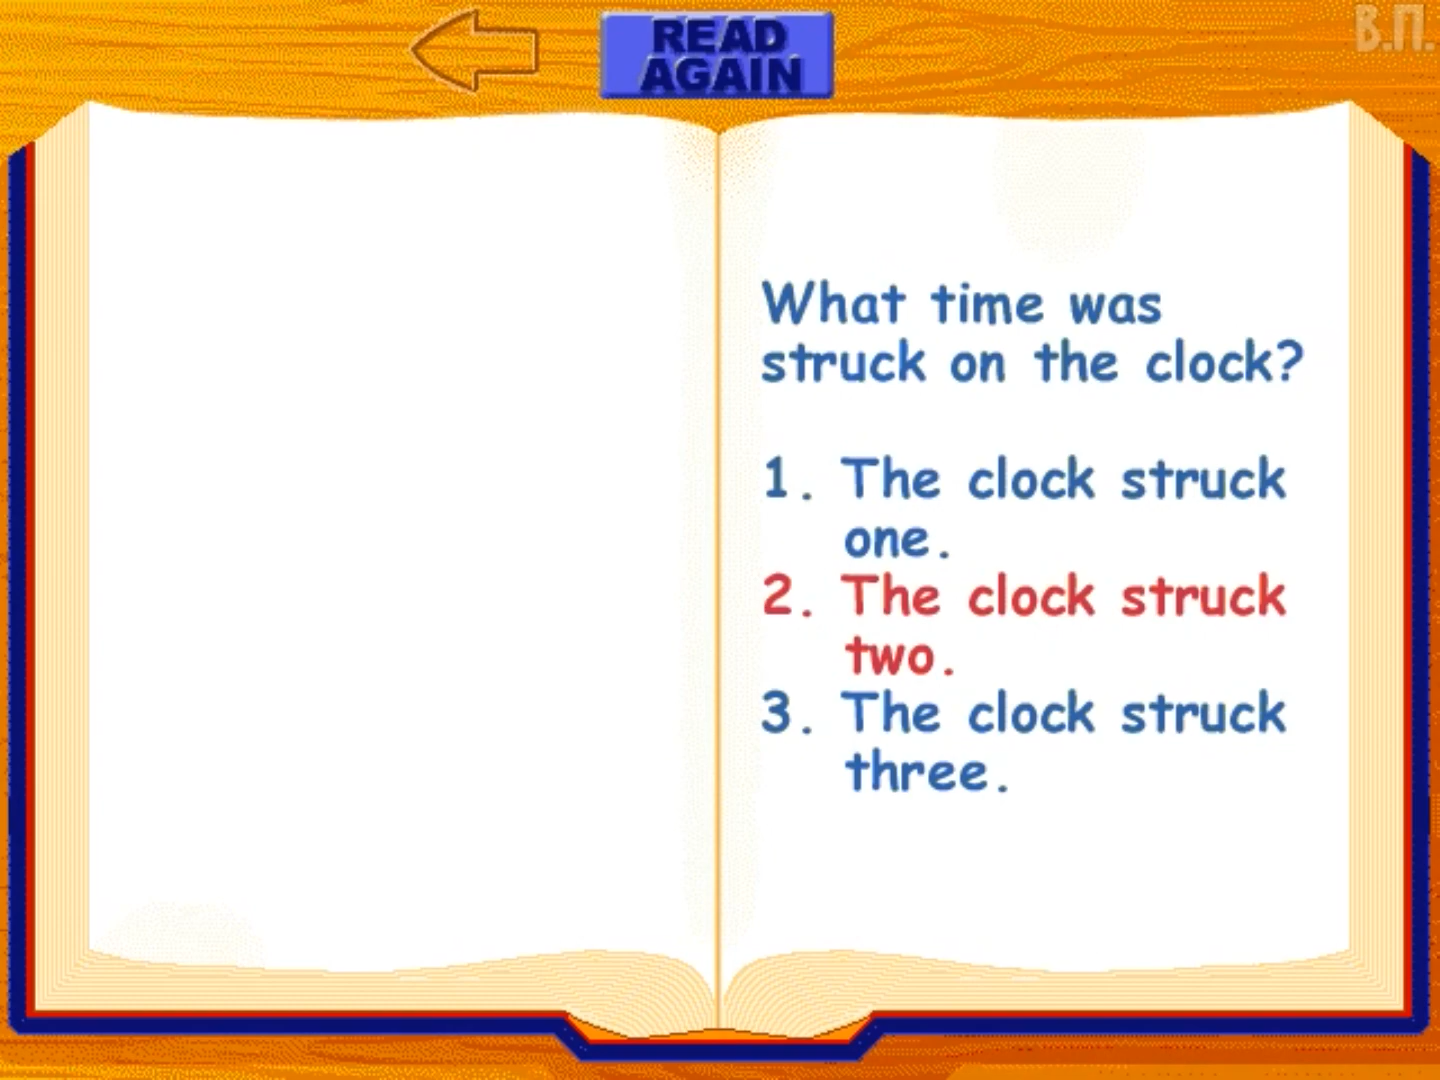 READ
AGAIN
В.П.
What time was
struck on the clock?
1. The clock struck
one.
2. The clock struck
two.
3. The clock struck
three.